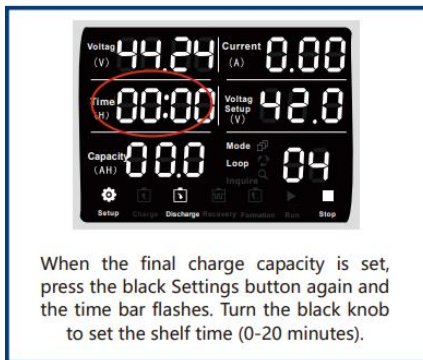 Voltag (V) 44.24 Current (A) 0.00
Time (H) 00:00 Voltag Setup (V) 42.0
Capacity (AH) 00.0 Mode
Loop 04
Inquire
Setup Charge Discharge Recovery Formation Run Stop
When the final charge capacity is set,
press the black Settings button again and
the time bar flashes. Turn the black knob
to set the shelf time (0-20 minutes).